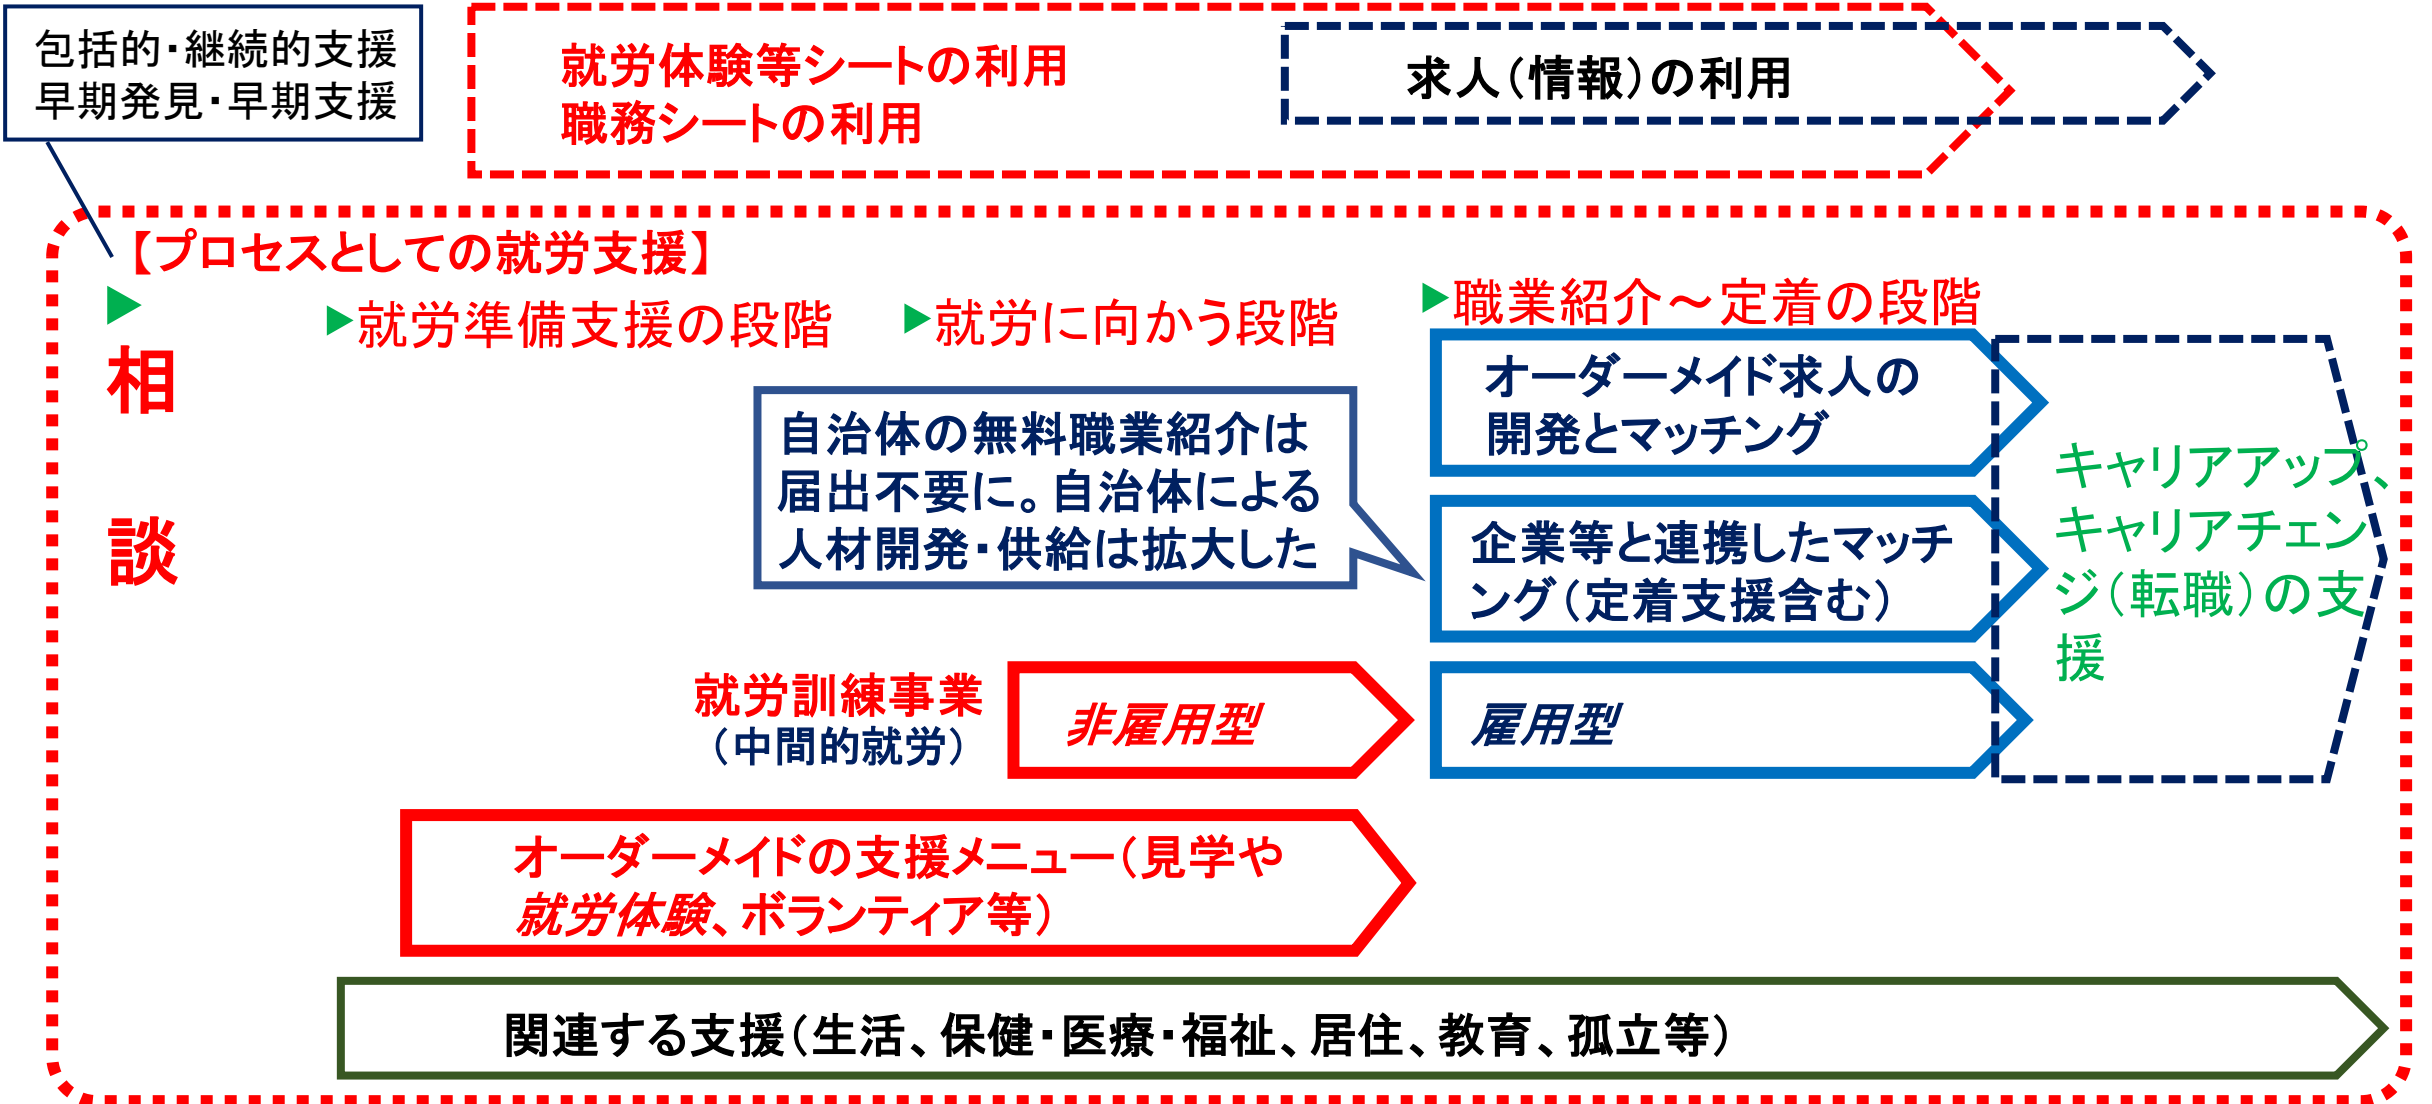 包括的・継続的支援
早期発見・早期支援
就労体験等シートの利用
職務シートの利用
求人（情報）の利用
【プロセスとしての就労支援】
相
談
就労準備支援の段階
就労に向かう段階
職業紹介～定着の段階
自治体の無料職業紹介は
届出不要に。自治体による
人材開発・供給は拡大した
オーダーメイド求人の
開発とマッチング
企業等と連携したマッチ
ング（定着支援含む）
キャリアアップ、
キャリアチェン
ジ（転職）の支
援
就労訓練事業
（中間的就労）
非雇用型
雇用型
オーダーメイドの支援メニュー（見学や
就労体験、ボランティア等）
関連する支援（生活、保健・医療・福祉、居住、教育、孤立等）